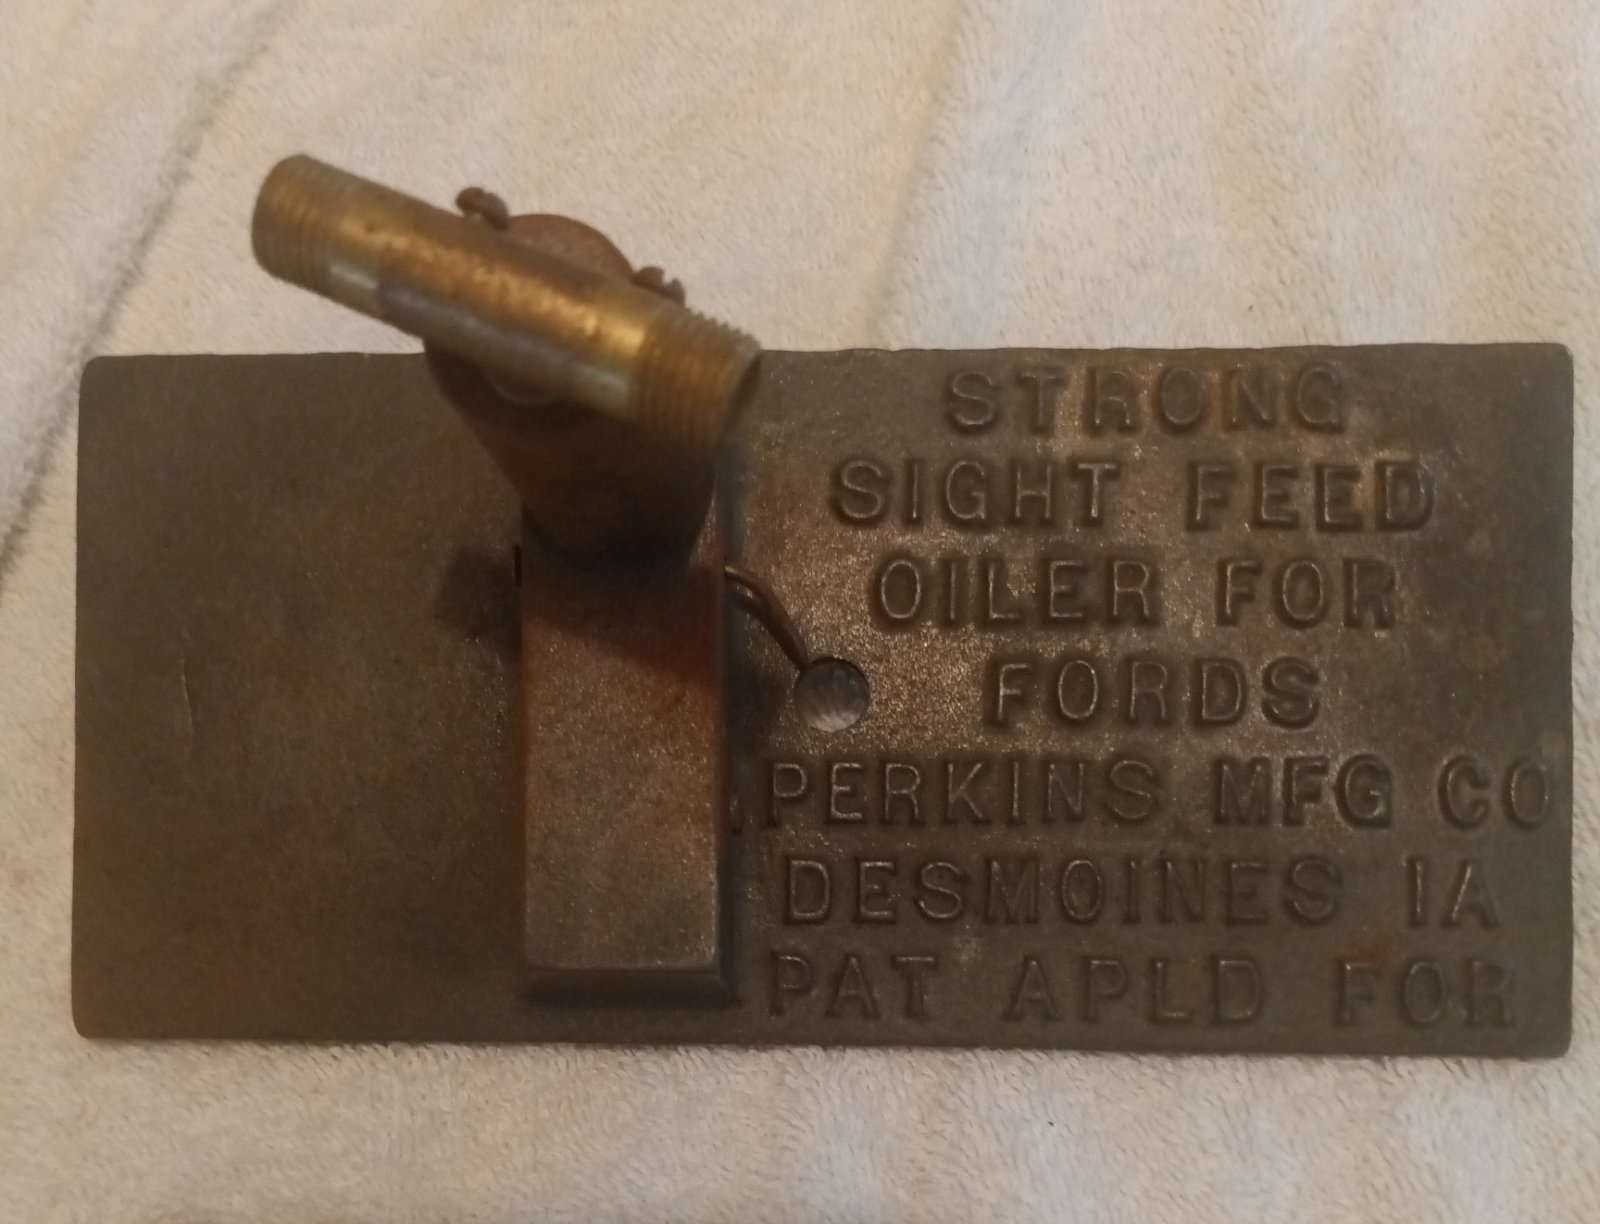 STRONG
SIGHT FEED
OILER FOR
FORDS
PERKINS MFG CO
DESMOINES IA
PAT APLD FOR